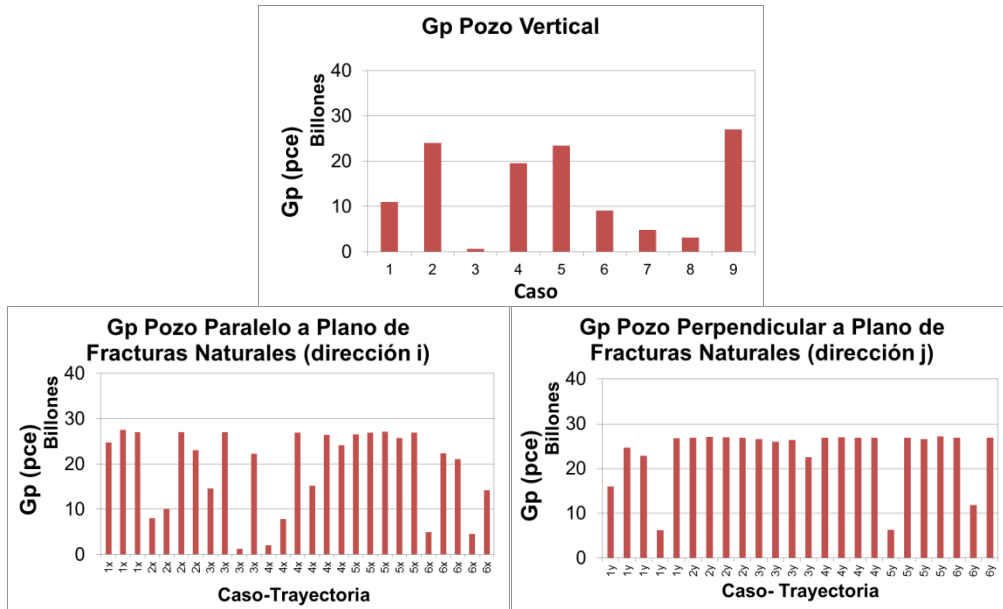 Gp Pozo Vertical
Gp (pce)
Billones
40
30
20
10
0
1 2 3 4 5 6 7 8 9
Caso
Gp Pozo Paralelo a Plano de
Fracturas Naturales (dirección i)
Gp (pce)
Billones
40
30
20
10
0
1x 1x 1x 2x 2x 2x 2x 3x 3x 3x 3x 4x 4x 4x 4x 4x 4x 5x 5x 5x 5x 5x 6x 6x 6x 6x 6x
Caso-Trayectoria
Gp Pozo Perpendicular a Plano de
Fracturas Naturales (dirección j)
Gp (pce)
Billones
40
30
20
10
0
1y 1y 1y 1y 1y 2y 2y 2y 2y 3y 3y 3y 3y 4y 4y 4y 4y 5y 5y 5y 5y 6y 6y 6y
Caso- Trayectoria